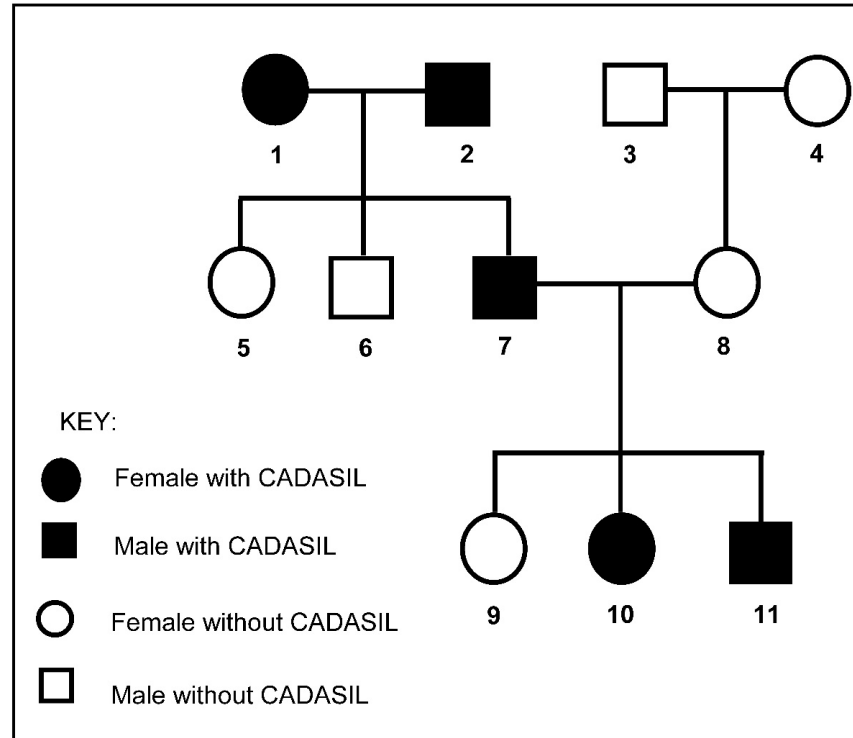 1 2 3 4
5 6 7 8
KEY:
Female with CADASIL
Male with CADASIL
9 10 11
Female without CADASIL
Male without CADASIL